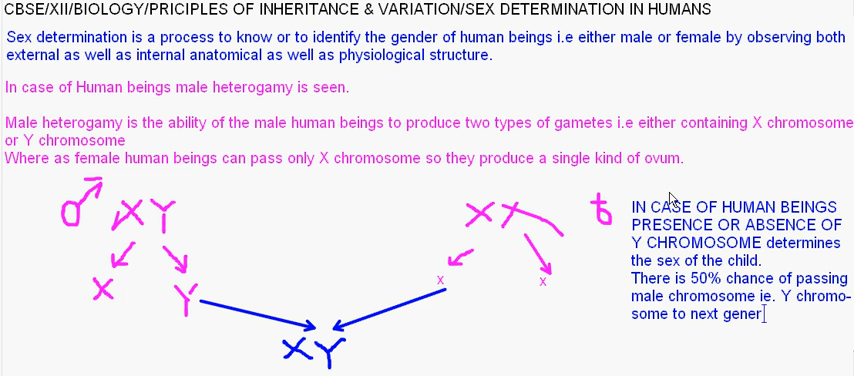 CBSE/XII/BIOLOGY/PRICIPLES OF INHERITANCE & VARIATION/SEX DETERMINATION IN HUMANS
Sex determination is a process to know or to identify the gender of human beings i.e either male or female by observing both
external as well as internal anatomical as well as physiological structure.
In case of Human beings male heterogamy is seen.
Male heterogamy is the ability of the male human beings to produce two types of gametes i.e either containing X chromosome
or Y chromosome
Where as female human beings can pass only X chromosome so they produce a single kind of ovum.
♂ XY
XX ♀
X
Y
x
x
XY
IN CASE OF HUMAN BEINGS
PRESENCE OR ABSENCE OF
Y CHROMOSOME determines
the sex of the child.
There is 50% chance of passing
male chromosome ie. Y chromo-
some to next gener